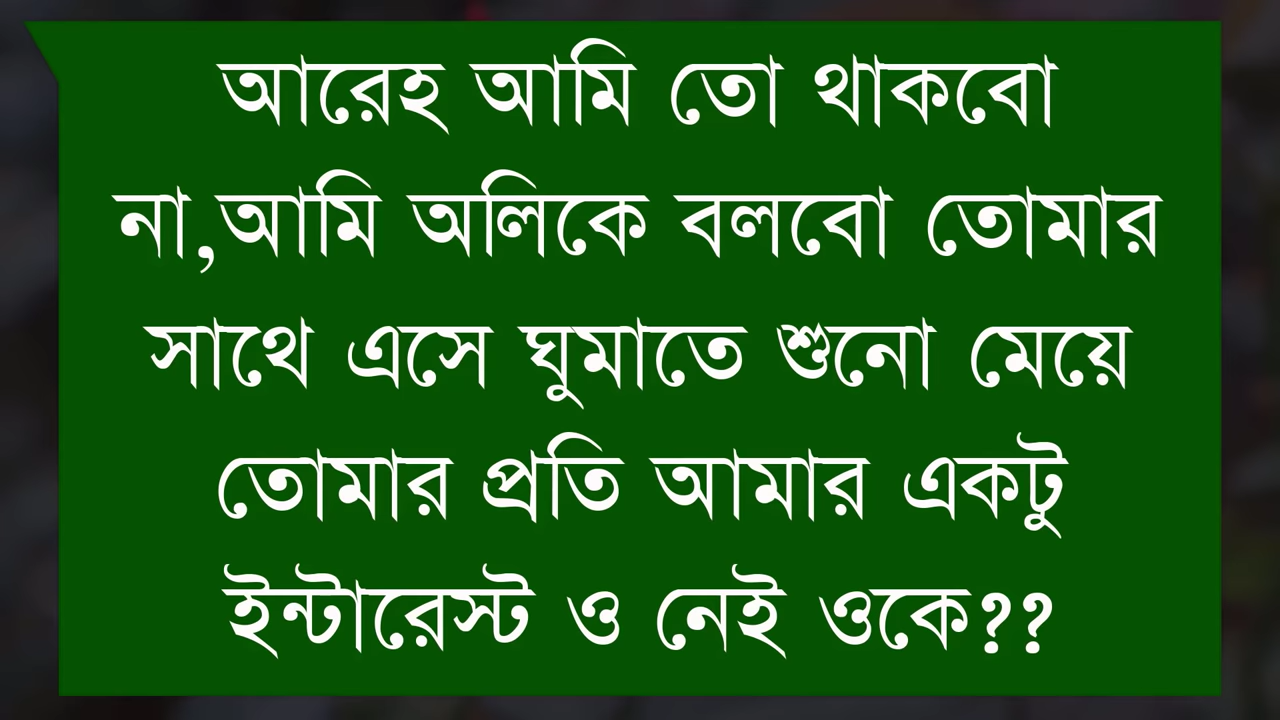 আরেহ আমি তো থাকবো
না,আমি অলিকে বলবো তোমার
সাথে এসে ঘুমাতে শুনো মেয়ে
তোমার প্রতি আমার একটু
ইন্টারেস্ট ও নেই ওকে??